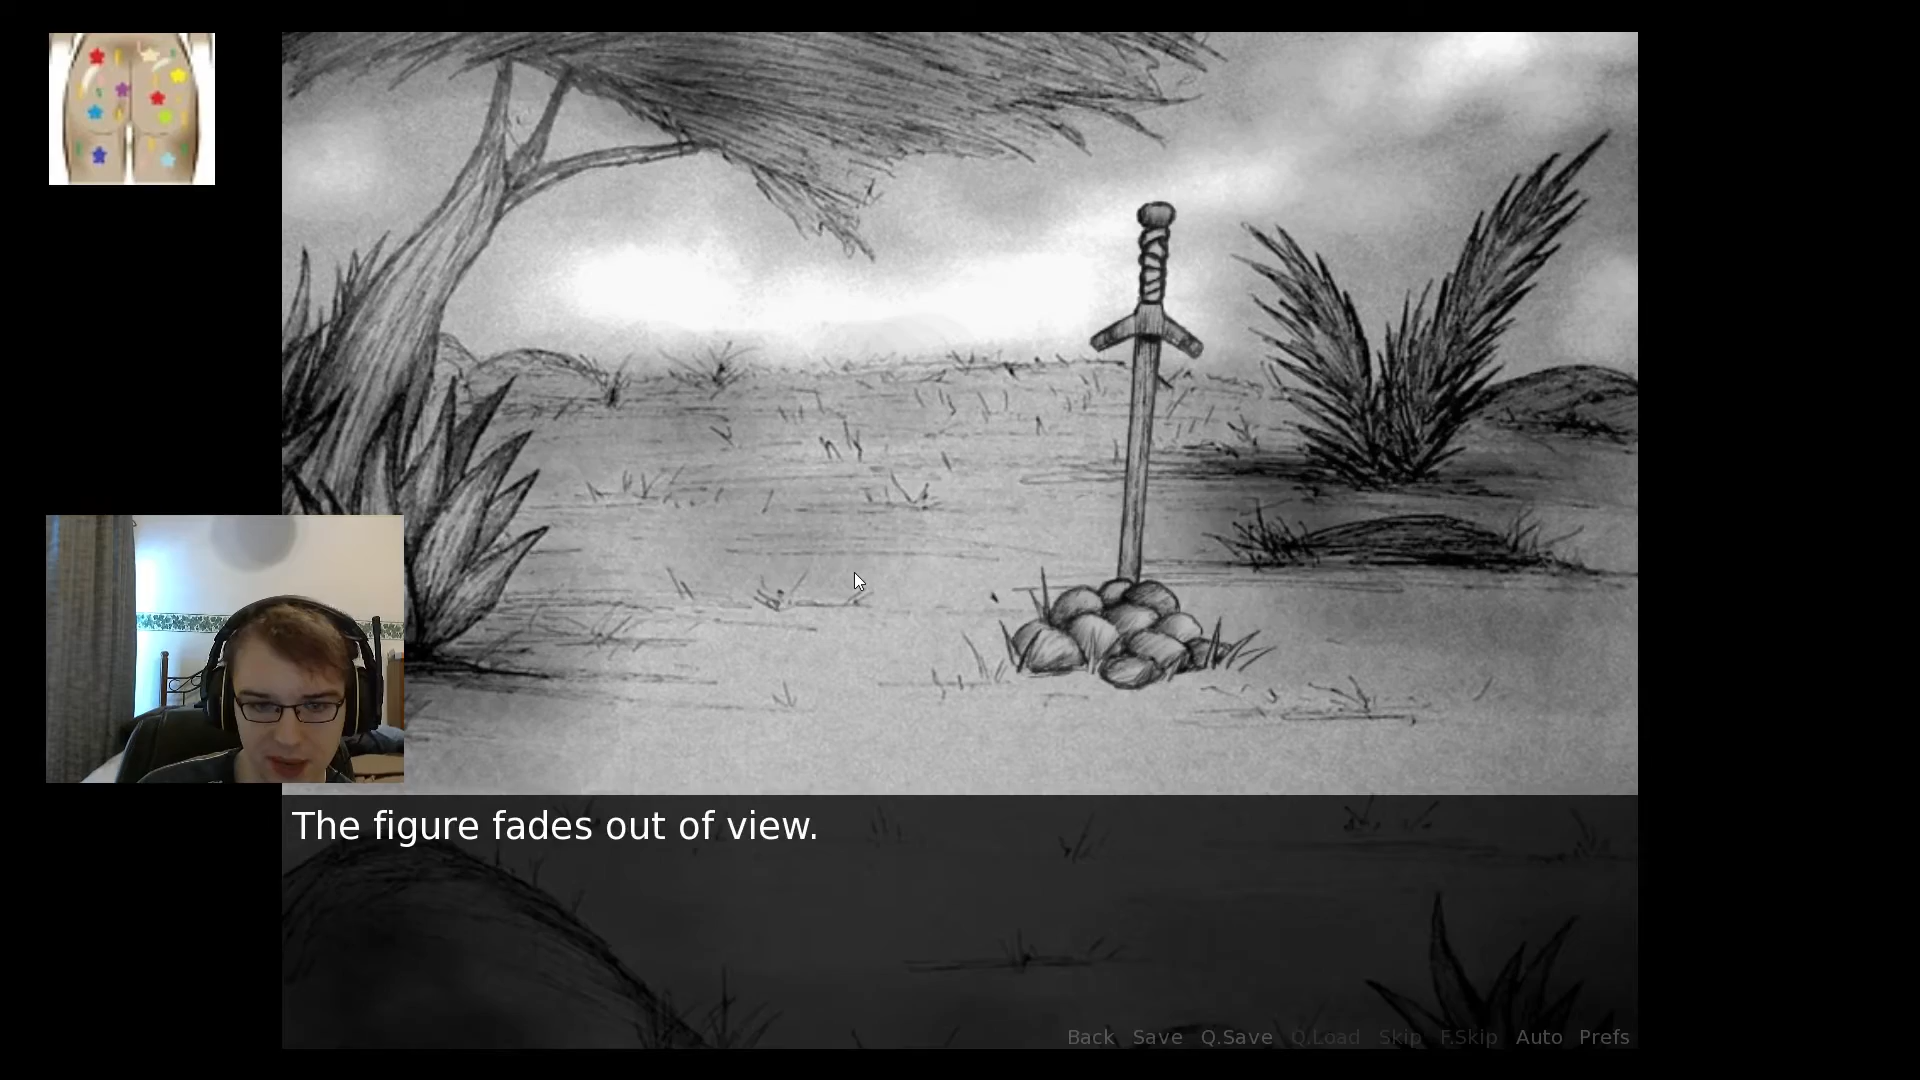 The figure fades out of view.
Back Save Q.Save Q.Load Skip F.Skip Auto Prefs